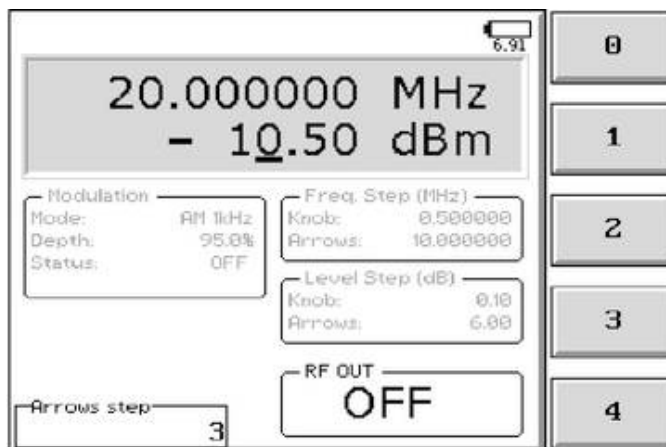 6.91
20.000000 MHz
- 10.50 dBm
Modulation
Mode: AM 1kHz
Depth: 95.0%
Status: OFF
Freq. Step (MHz)
Knob: 0.500000
Arrows: 10.000000
Level Step (dB)
Knob: 0.10
Arrows: 6.00
RF OUT
OFF
Arrows step
3
0
1
2
3
4